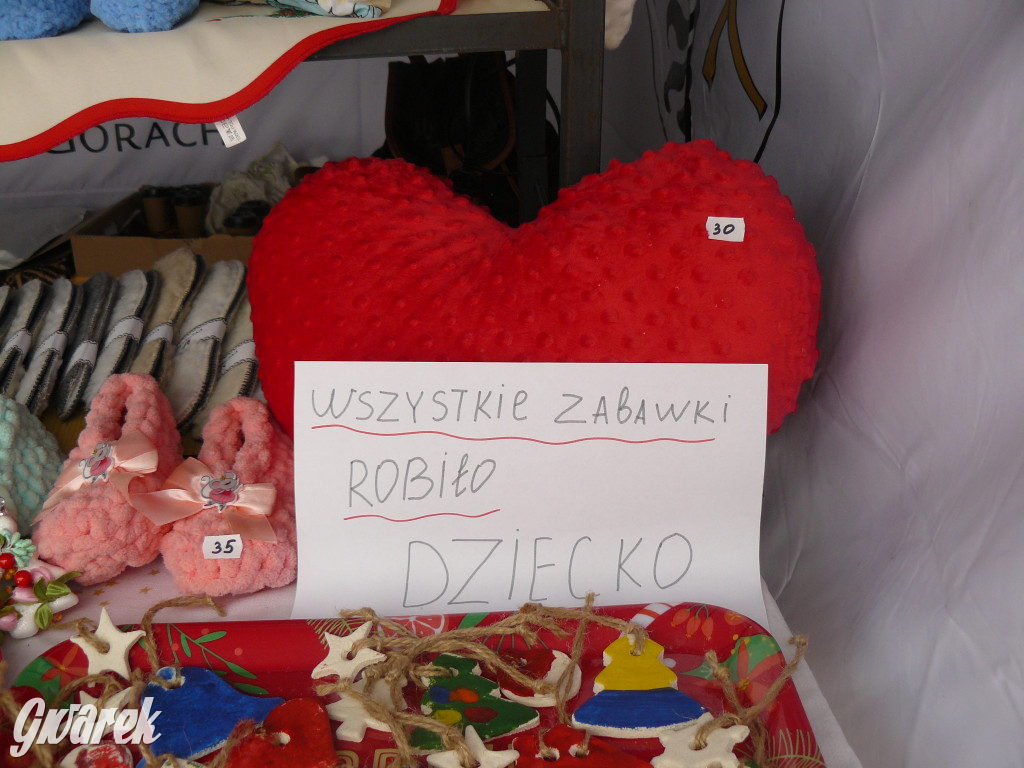 GORACH
30
WSZYSTKIE ZABAWKI
ROBIŁO
35
DZIECKO
Gwarek